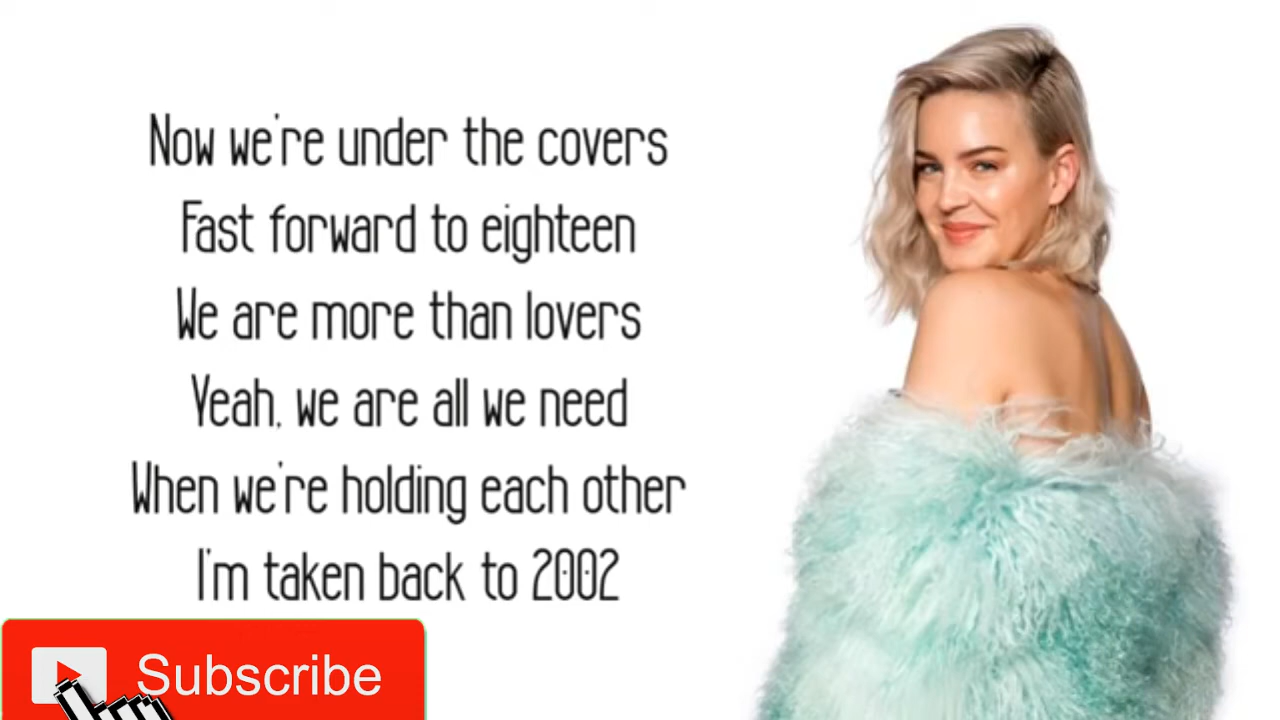 Now we're under the covers
Fast forward to eighteen
We are more than lovers
Yeah, we are all we need
When we're holding each other
I'm taken back to 2002
Subscribe